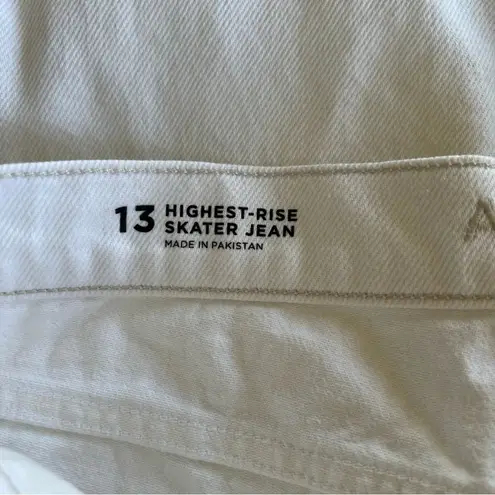 13 HIGHEST-RISE
SKATER JEAN
MADE IN PAKISTAN